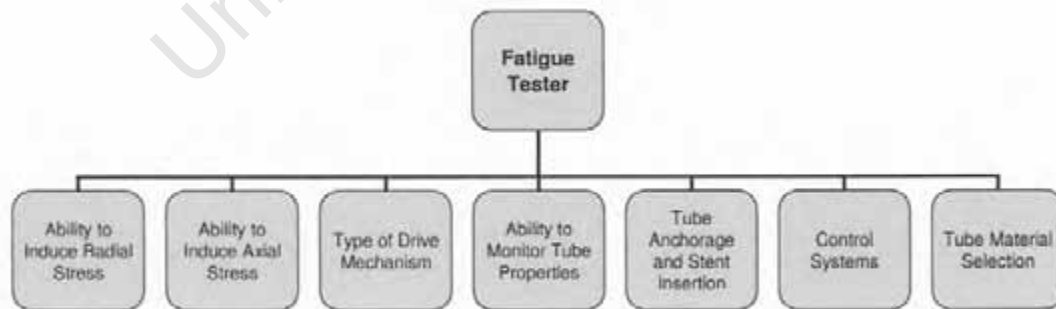 Fatigue
Tester
Ability to
Induce Radial
Stress
Ability to
Induce Axial
Stress
Type of Drive
Mechanism
Ability to
Monitor Tube
Properties
Tube
Anchorage
and Stent
Insertion
Control
Systems
Tube Material
Selection